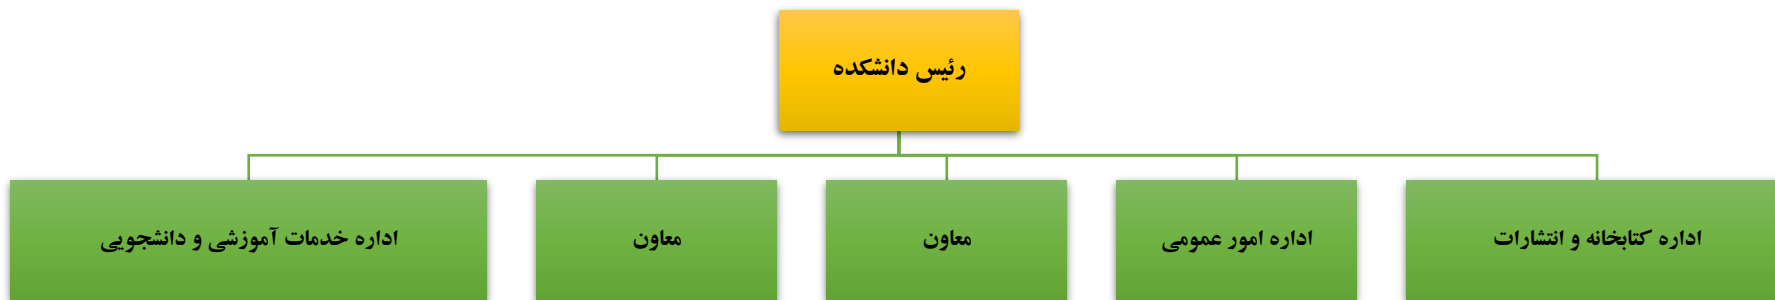 رئیس دانشکده
اداره کتابخانه و انتشارات
اداره امور عمومی
معاون
معاون
اداره خدمات آموزشی و دانشجویی